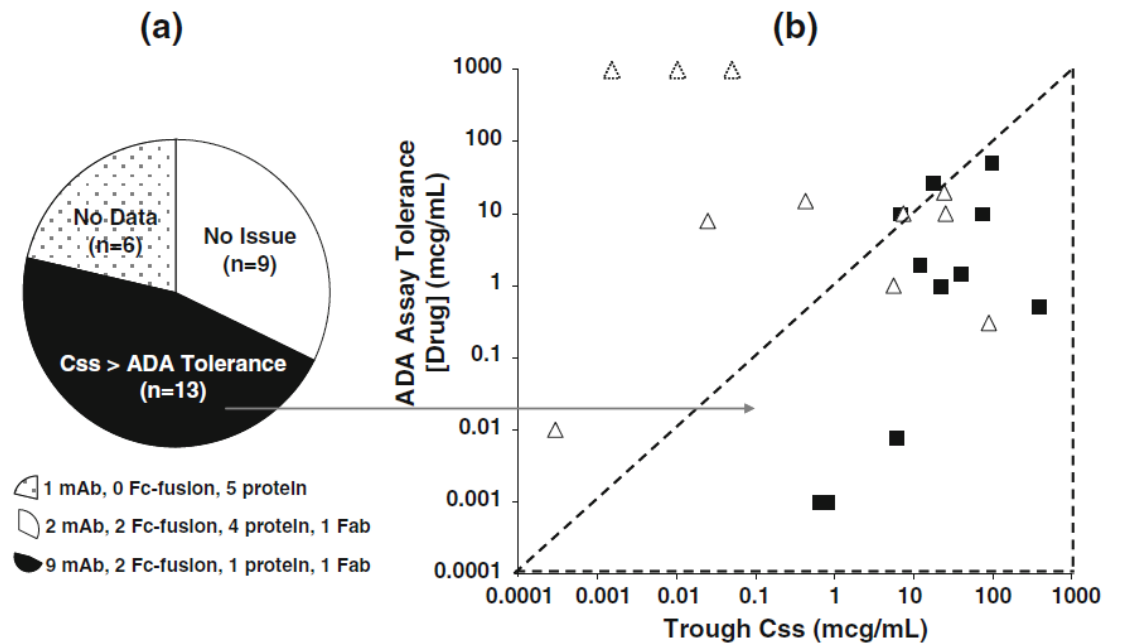 (a)
No Data
(n=6)
No Issue
(n=9)
Css > ADA Tolerance
(n=13)
1 mAb, 0 Fc-fusion, 5 protein
2 mAb, 2 Fc-fusion, 4 protein, 1 Fab
9 mAb, 2 Fc-fusion, 1 protein, 1 Fab
(b)
ADA Assay Tolerance
[Drug] (mcg/mL)
1000
100
10
1
0.1
0.01
0.001
0.0001
0.0001 0.001 0.01 0.1 1 10 100 1000
Trough Css (mcg/mL)